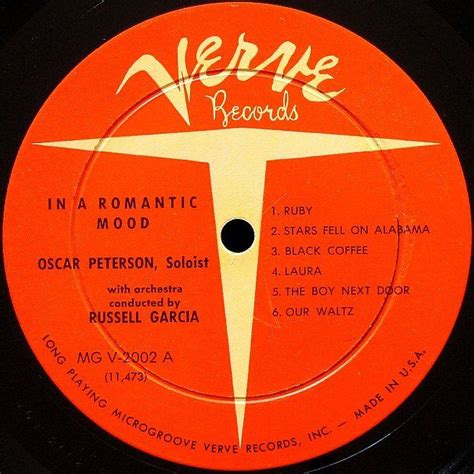 Verve
Records
IN A ROMANTIC
MOOD
OSCAR PETERSON, Soloist
with orchestra
conducted by
RUSSELL GARCIA
MG V-2002 A
(11,473)
1. RUBY
2. STARS FELL ON ALABAMA
3. BLACK COFFEE
4. LAURA
5. THE BOY NEXT DOOR
6. OUR WALTZ
LONG PLAYING MICROGROOVE VERVE RECORDS, INC. — MADE IN U.S.A.